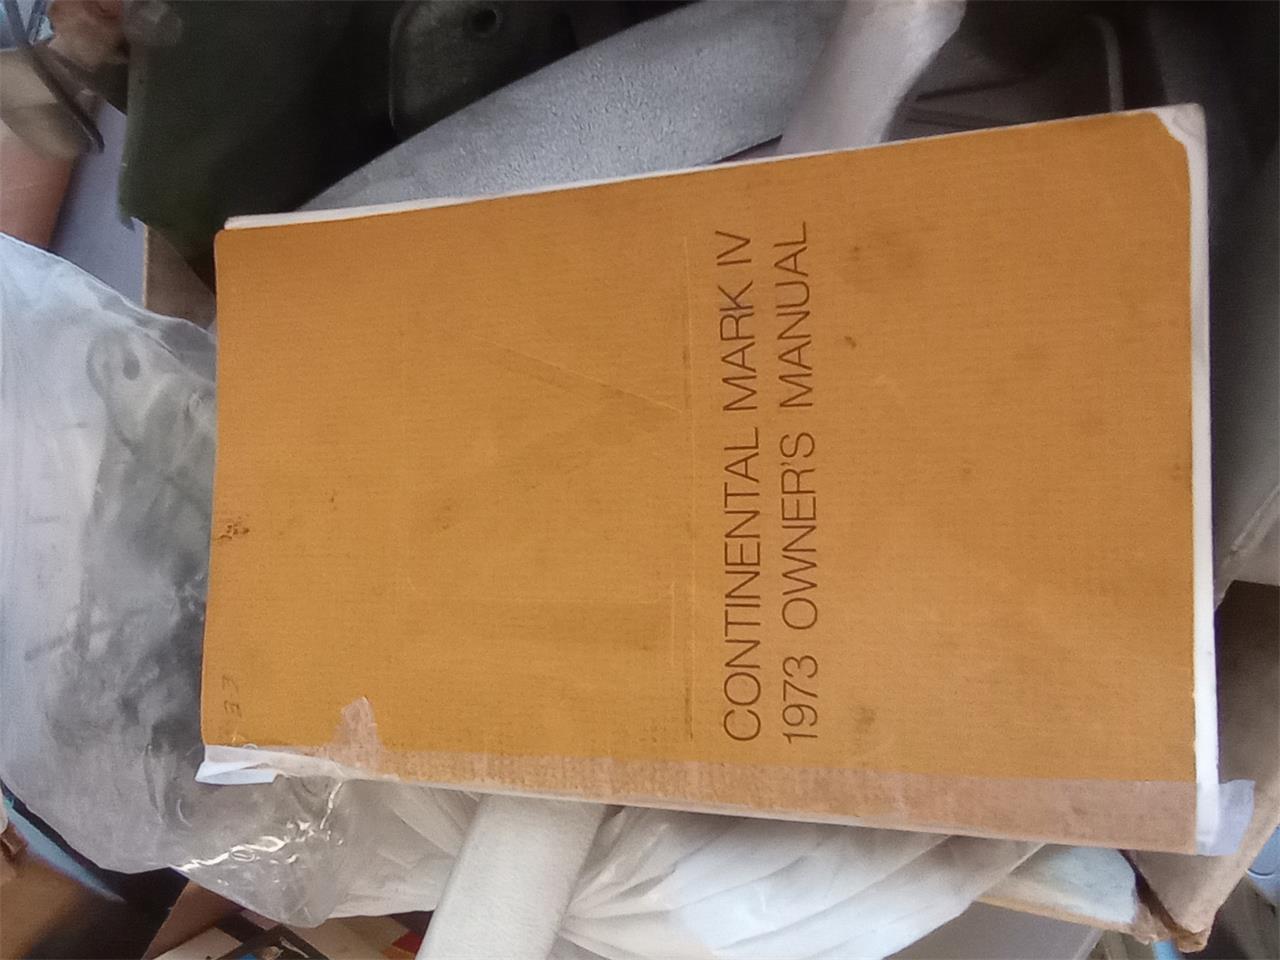 CONTINENTAL MARK IV
1973 OWNER'S MANUAL